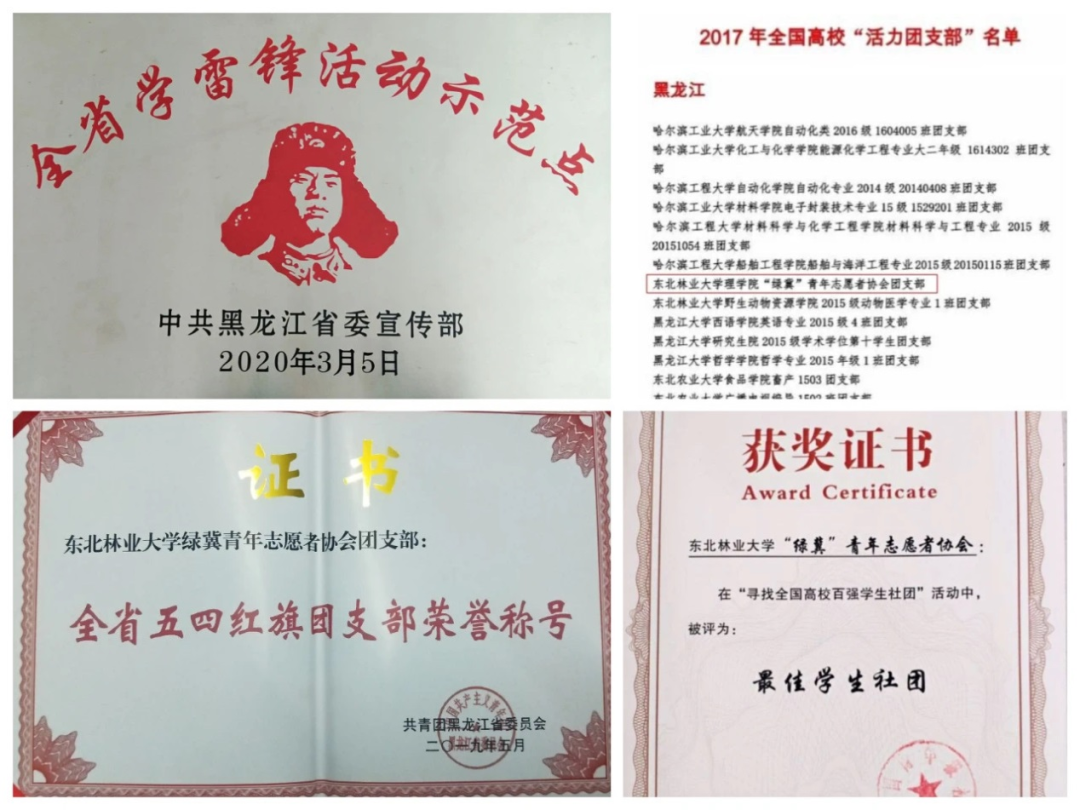 全省学雷锋活动示范点
中共黑龙江省委宣传部
2020年3月5日
2017年全国高校“活力团支部”名单
黑龙江
哈尔滨工业大学航天学院自动化类2016级1604005班团支部
哈尔滨工业大学化工与化学学院能源化学工程专业大二年级 1614302 班团支
部
哈尔滨工程大学自动化学院自动化专业2014级20140408班团支部
哈尔滨工业大学材料学院电子封装技术专业15级1529201班团支部
哈尔滨工程大学材料科学与化学工程学院材料科学与工程专业 2015 级
20151054班团支部
哈尔滨工程大学船舶工程学院船舶与海洋工程专业2015级20150115班团支部
东北林业大学理学院“绿冀”青年志愿者协会团支部
东北林业大学野生动物资源学院2015级动物医学专业1班团支部
黑龙江大学西语学院英语专业2015级4班团支部
黑龙江大学研究生院2015级学术学位第十学生团支部
黑龙江大学哲学学院哲学专业2015年级1班团支部
东北农业大学食品学院畜产1503团支部
证书
东北林业大学绿冀青年志愿者协会团支部：
全省五四红旗团支部荣誉称号
共青团黑龙江省委员会
二〇一九年五月
获奖证书
Award Certificate
东北林业大学“绿冀”青年志愿者协会：
在“寻找全国高校百强学生社团”活动中，
被评为：
最佳学生社团